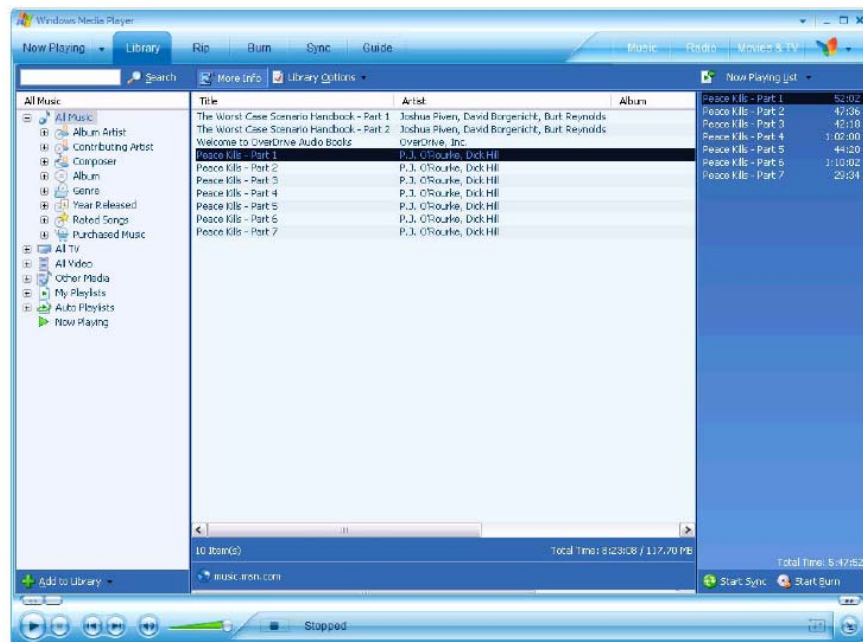 Windows Media Player
Now Playing Library Rip Burn Sync Guide Music Radio Movies & TV
Search More Info Library Options Now Playing List
All Music
All Music
Album Artist
Contributing Artist
Composer
Album
Genre
Year Released
Rated Songs
Purchased Music
All TV
All Video
Other Media
My Playlists
Auto Playlists
Now Playing
Title Artist Album
The Worst Case Scenario Handbook - Part 1 Joshua Piven, David Borgenicht, Burt Reynolds
The Worst Case Scenario Handbook - Part 2 Joshua Piven, David Borgenicht, Burt Reynolds
Welcome to OverDrive Audio Books OverDrive, Inc.
Peace Kills - Part 1 P.J. O'Rourke, Dick Hill
Peace Kills - Part 2 P.J. O'Rourke, Dick Hill
Peace Kills - Part 3 P.J. O'Rourke, Dick Hill
Peace Kills - Part 4 P.J. O'Rourke, Dick Hill
Peace Kills - Part 5 P.J. O'Rourke, Dick Hill
Peace Kills - Part 6 P.J. O'Rourke, Dick Hill
Peace Kills - Part 7 P.J. O'Rourke, Dick Hill
Peace Kills - Part 1 52:02
Peace Kills - Part 2 47:36
Peace Kills - Part 3 42:18
Peace Kills - Part 4 1:02:00
Peace Kills - Part 5 44:20
Peace Kills - Part 6 1:10:02
Peace Kills - Part 7 29:34
10 Item(s) Total Time: 8:23:08 / 117.70 MB
Total Time: 5:47:52
Add to Library music.msn.com Start Sync Start Burn
Stopped